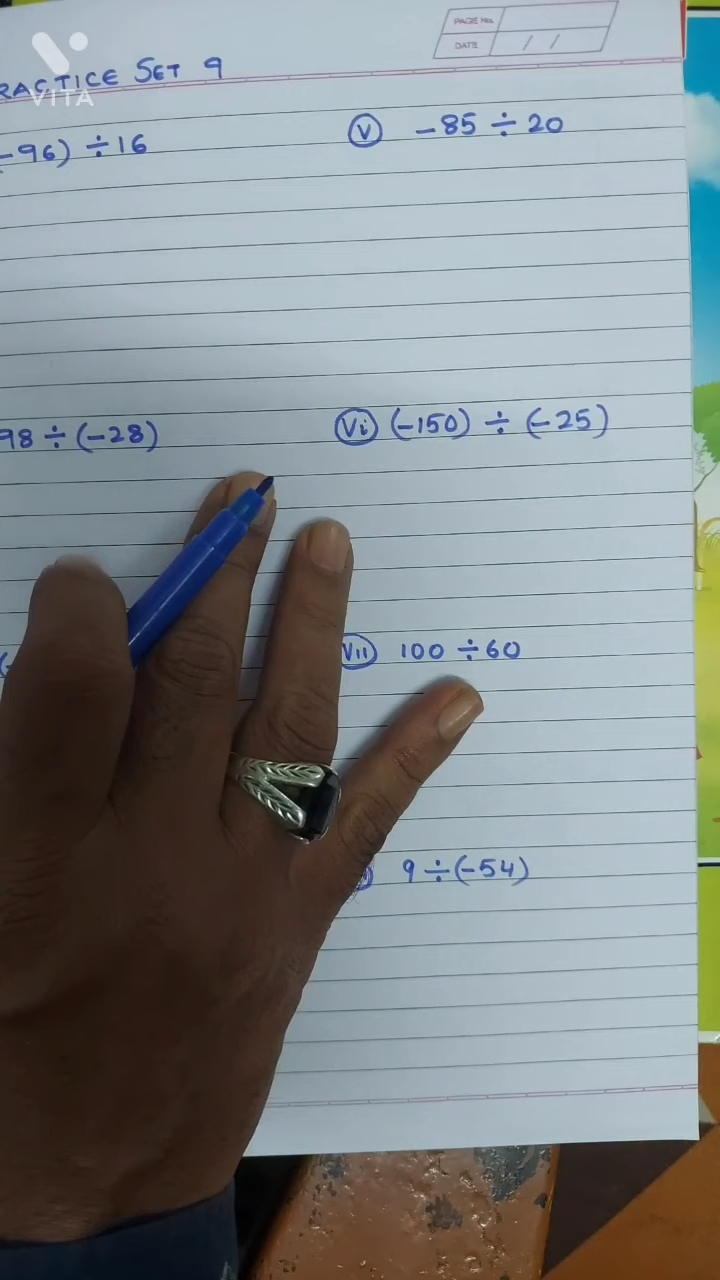 PAGE No.
DATE / /
VITA
RACTICE SET 9
-96) ÷ 16
V -85 ÷ 20
98 ÷ (-28)
Vi (-150) ÷ (-25)
Vii 100 ÷ 60
9 ÷ (-54)